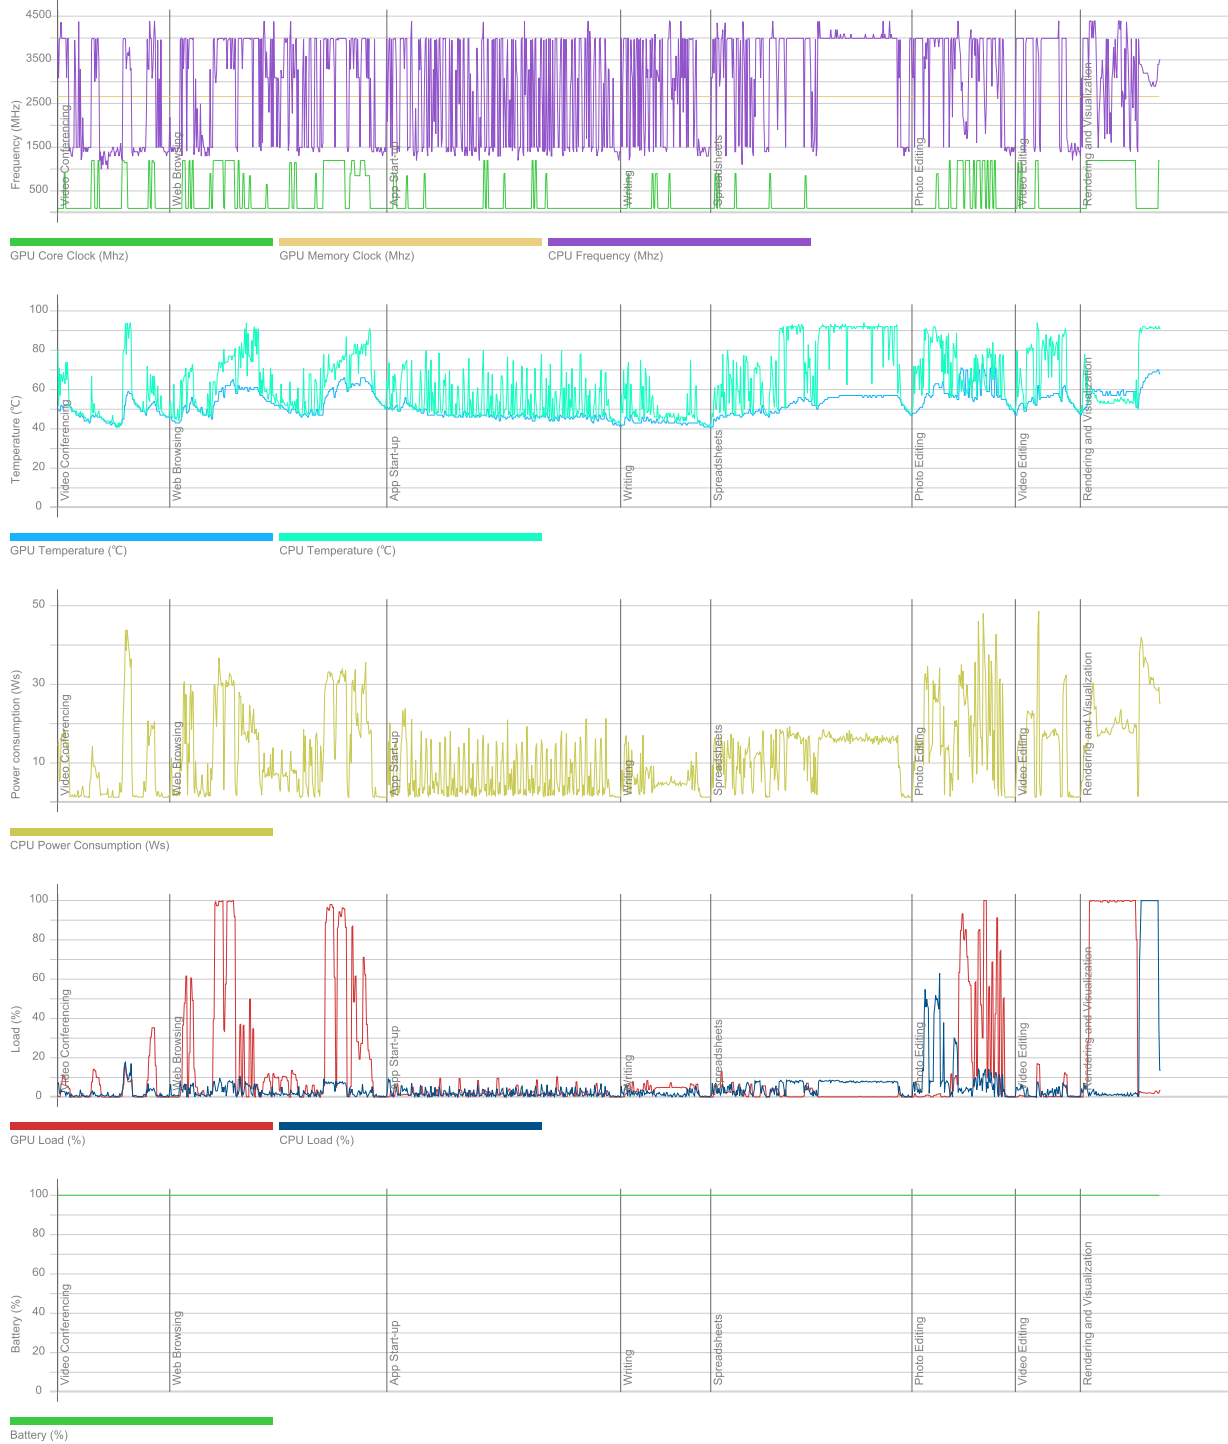 4500
3500
2500
1500
500
Frequency (MHz)
Video Conferencing
Web Browsing
App Start-up
Writing
Spreadsheets
Photo Editing
Video Editing
Rendering and Visualization
GPU Core Clock (Mhz)
GPU Memory Clock (Mhz)
CPU Frequency (Mhz)
100
80
60
40
20
0
Temperature (℃)
Video Conferencing
Web Browsing
App Start-up
Writing
Spreadsheets
Photo Editing
Video Editing
Rendering and Visualization
GPU Temperature (℃)
CPU Temperature (℃)
50
30
10
Power consumption (Ws)
Video Conferencing
Web Browsing
App Start-up
Writing
Spreadsheets
Photo Editing
Video Editing
Rendering and Visualization
CPU Power Consumption (Ws)
100
80
60
40
20
0
Load (%)
Video Conferencing
Web Browsing
App Start-up
Writing
Spreadsheets
Photo Editing
Video Editing
Rendering and Visualization
GPU Load (%)
CPU Load (%)
100
80
60
40
20
0
Battery (%)
Video Conferencing
Web Browsing
App Start-up
Writing
Spreadsheets
Photo Editing
Video Editing
Rendering and Visualization
Battery (%)